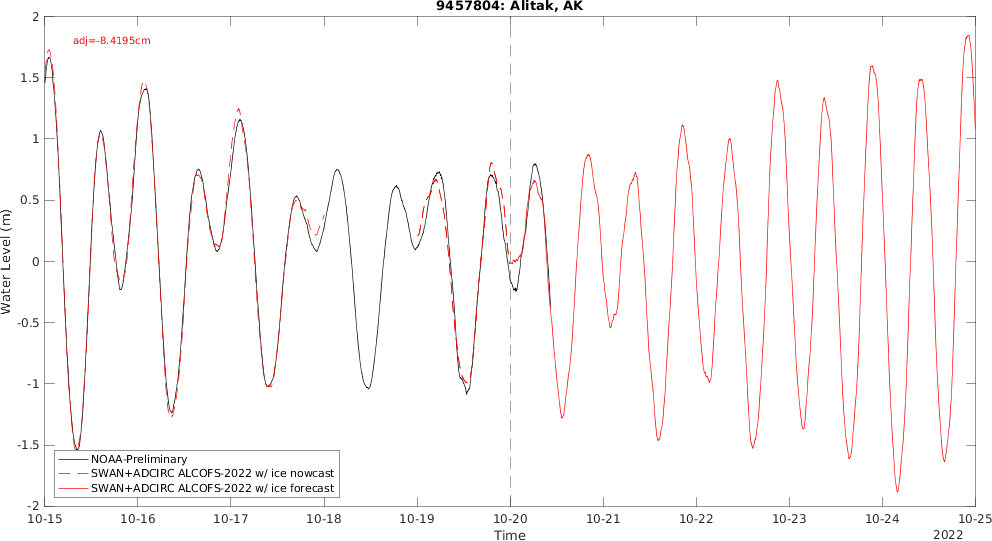 9457804: Alitak, AK
adj=-8.4195cm
2
1.5
1
0.5
0
-0.5
-1
-1.5
-2
Water Level (m)
NOAA-Preliminary
SWAN+ADCIRC ALCOFS-2022 w/ ice nowcast
SWAN+ADCIRC ALCOFS-2022 w/ ice forecast
10-15 10-16 10-17 10-18 10-19 10-20 10-21 10-22 10-23 10-24 10-25
Time
2022